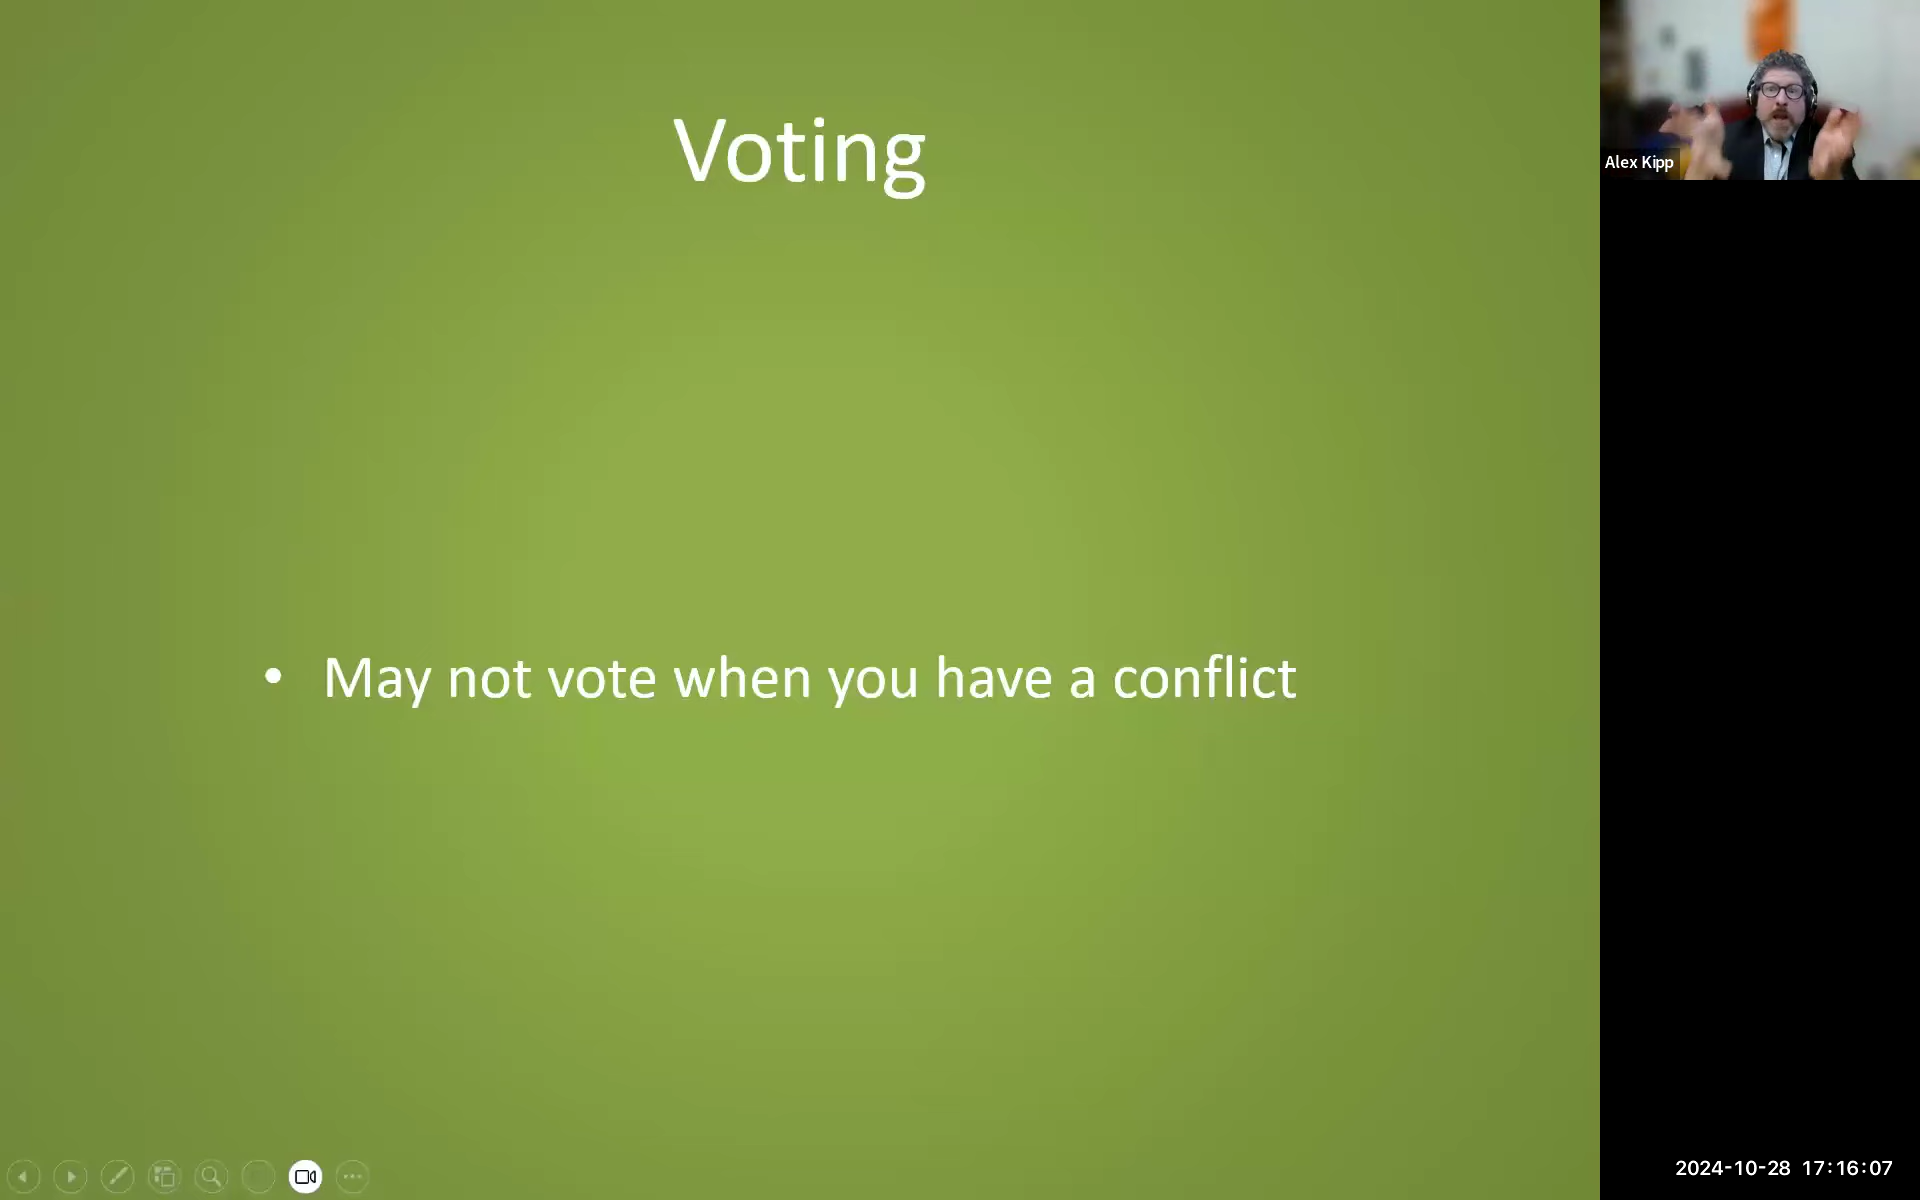 Voting
• May not vote when you have a conflict
Alex Kipp
2024-10-28 17:16:07